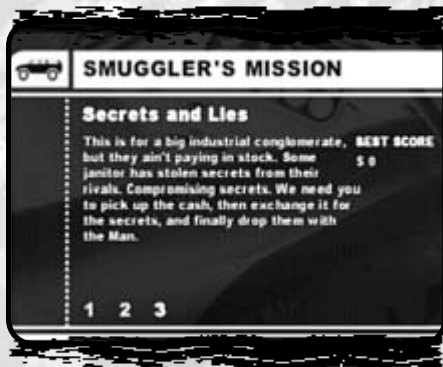 SMUGGLER'S MISSION
Secrets and Lies
This is for a big industrial conglomerate,
but they ain't paying in stock. Some
janitor has stolen secrets from their
rivals. Compromising secrets. We need you
to pick up the cash, then exchange it for
the secrets, and finally drop them with
the Man.
BEST SCORE
$ 0
1 2 3